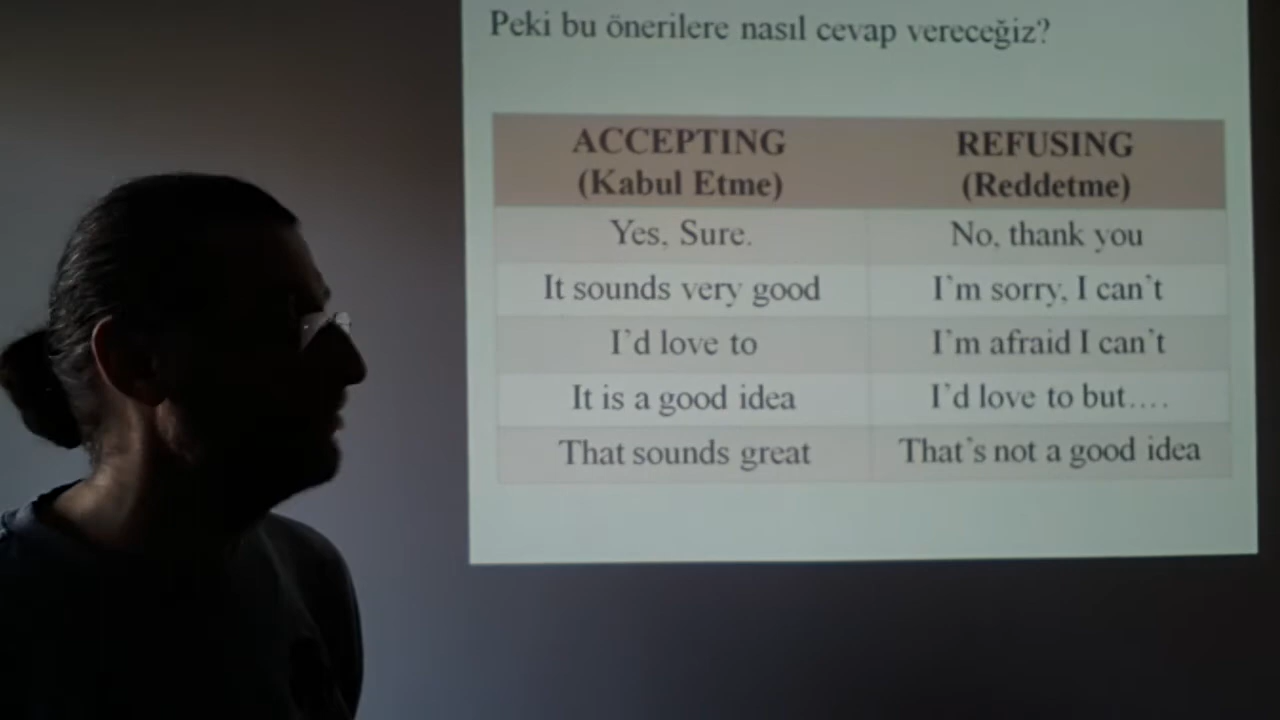 Peki bu önerilere nasıl cevap vereceğiz?
ACCEPTING REFUSING
(Kabul Etme) (Reddetme)
Yes, Sure. No, thank you
It sounds very good I'm sorry, I can't
I'd love to I'm afraid I can't
It is a good idea I'd love to but....
That sounds great That's not a good idea